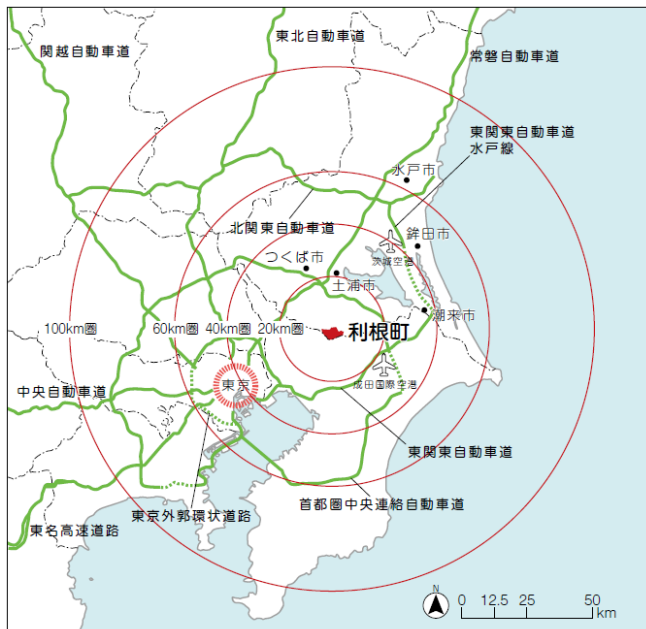 関越自動車道
東北自動車道
常磐自動車道
東関東自動車道
水戸線
水戸市
北関東自動車道
鉾田市
茨城空港
つくば市
土浦市
潮来市
100km圏
60km圏
40km圏
20km圏
利根町
成田国際空港
東京
中央自動車道
東関東自動車道
首都圏中央連絡自動車道
東京外郭環状道路
東名高速道路
N
0 12.5 25 50
km